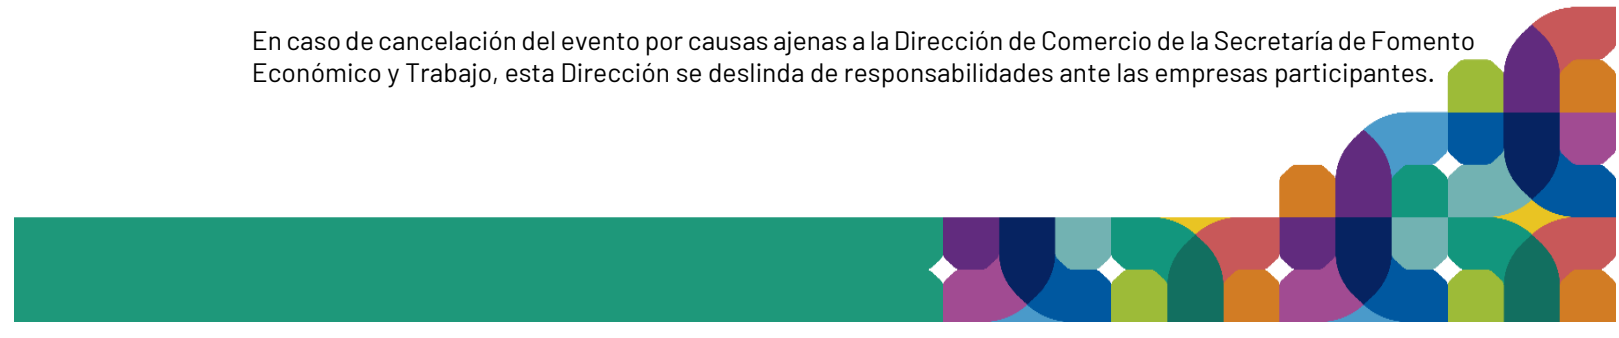 En caso de cancelación del evento por causas ajenas a la Dirección de Comercio de la Secretaría de Fomento
Económico y Trabajo, esta Dirección se deslinda de responsabilidades ante las empresas participantes.